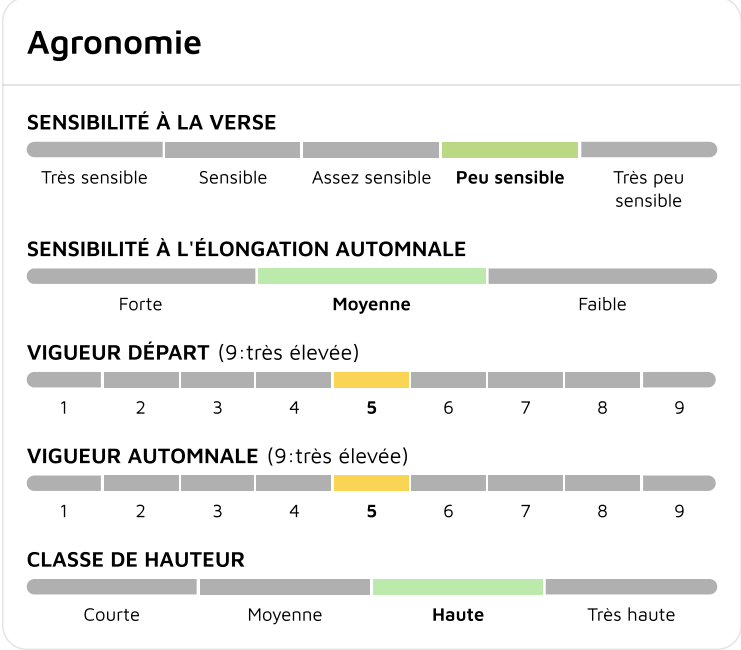 Agronomie
SENSIBILITÉ À LA VERSE
Très sensible Sensible Assez sensible Peu sensible Très peu sensible
SENSIBILITÉ À L'ÉLONGATION AUTOMNALE
Forte Moyenne Faible
VIGUEUR DÉPART (9:très élevée)
1 2 3 4 5 6 7 8 9
VIGUEUR AUTOMNALE (9:très élevée)
1 2 3 4 5 6 7 8 9
CLASSE DE HAUTEUR
Courte Moyenne Haute Très haute